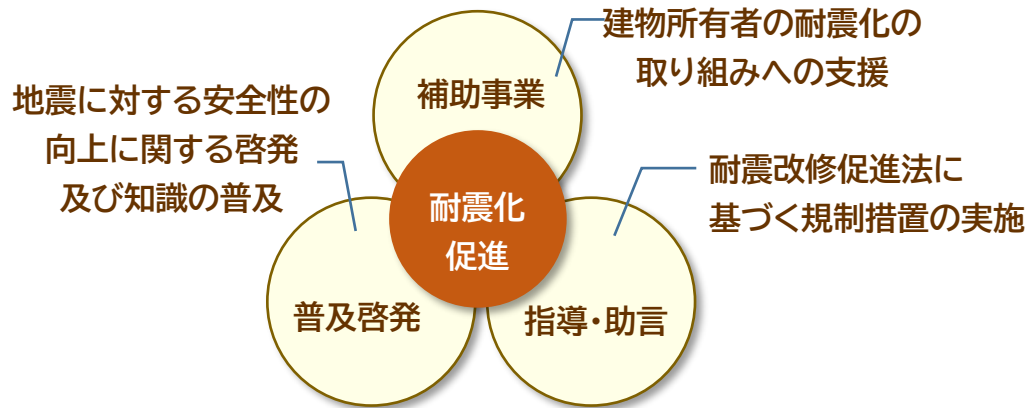 建物所有者の耐震化の
取り組みへの支援
補助事業
地震に対する安全性の
向上に関する啓発
及び知識の普及
耐震改修促進法に
基づく規制措置の実施
耐震化
促進
普及啓発
指導・助言